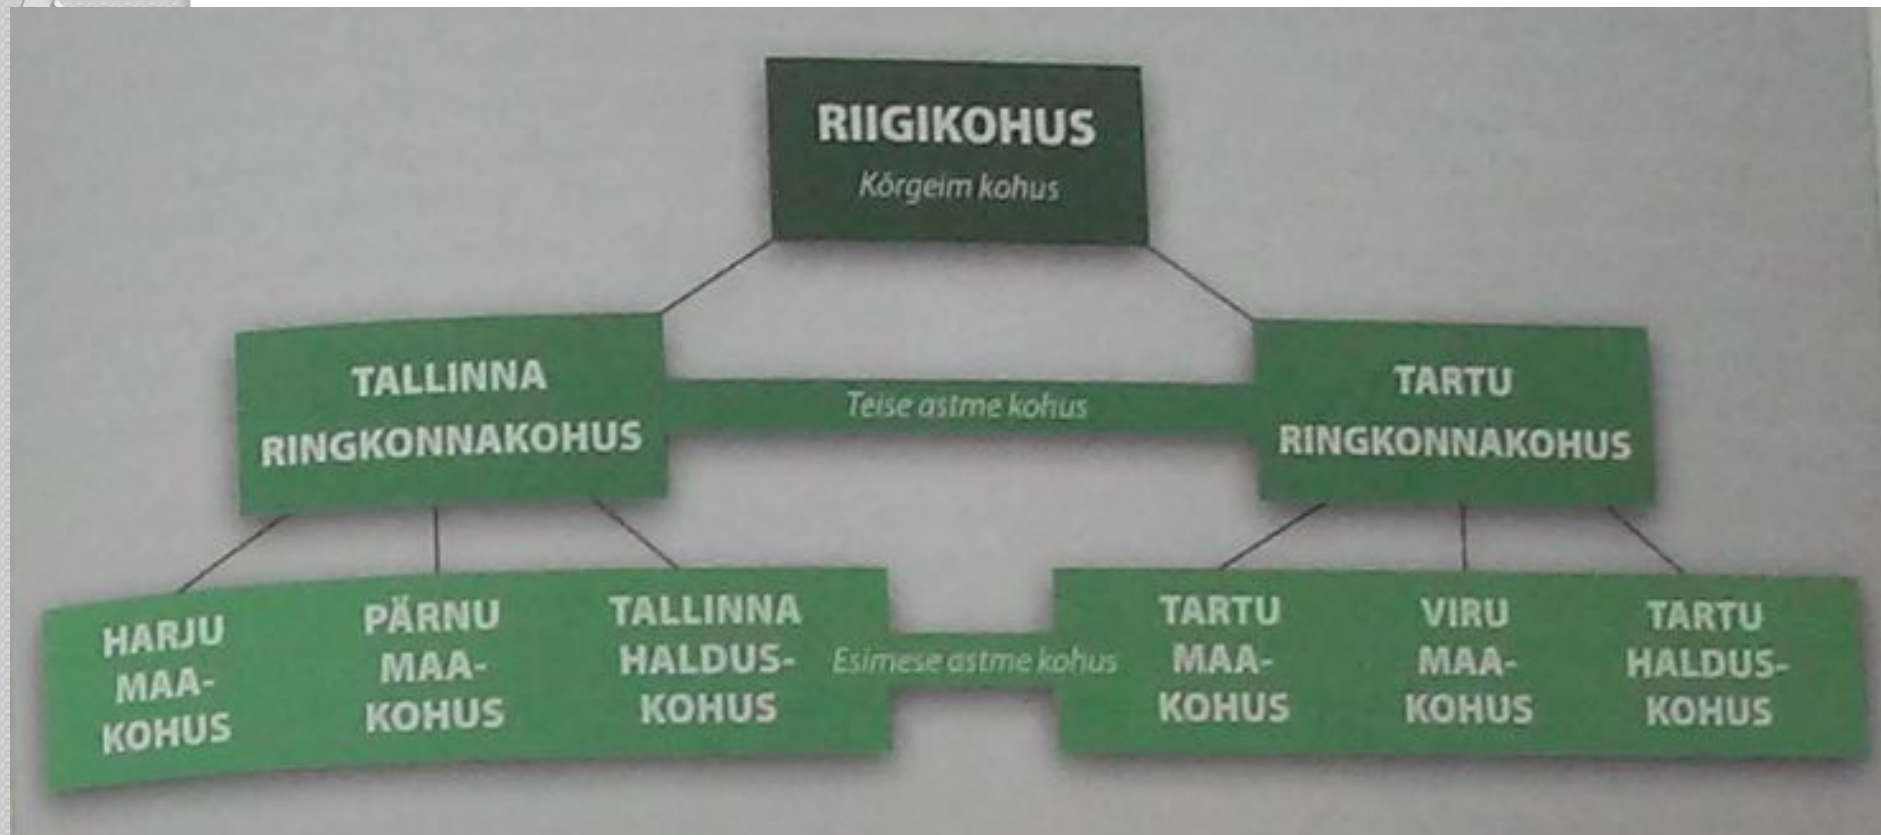 RIIGIKOHUS
Kõrgeim kohus
TALLINNA
RINGKONNAKOHUS
Teise astme kohus
TARTU
RINGKONNAKOHUS
HARJU
MAA-
KOHUS
PÄRNU
MAA-
KOHUS
TALLINNA
HALDUS-
KOHUS
Esimese astme kohus
TARTU
MAA-
KOHUS
VIRU
MAA-
KOHUS
TARTU
HALDUS-
KOHUS